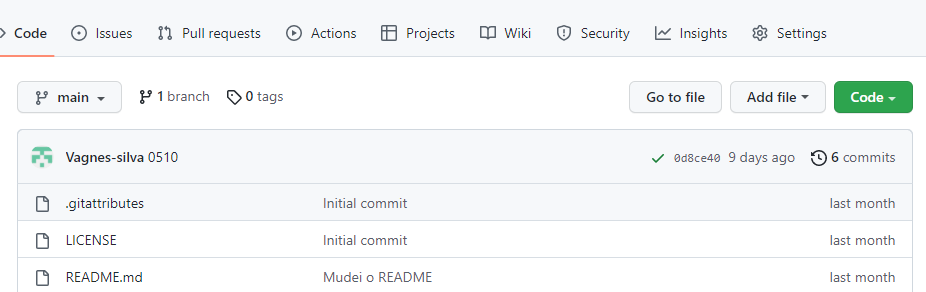 Code Issues Pull requests Actions Projects Wiki Security Insights Settings
main 1 branch 0 tags Go to file Add file Code
Vagnes-silva 0510 0d8ce40 9 days ago 6 commits
.gitattributes Initial commit last month
LICENSE Initial commit last month
README.md Mudei o README last month